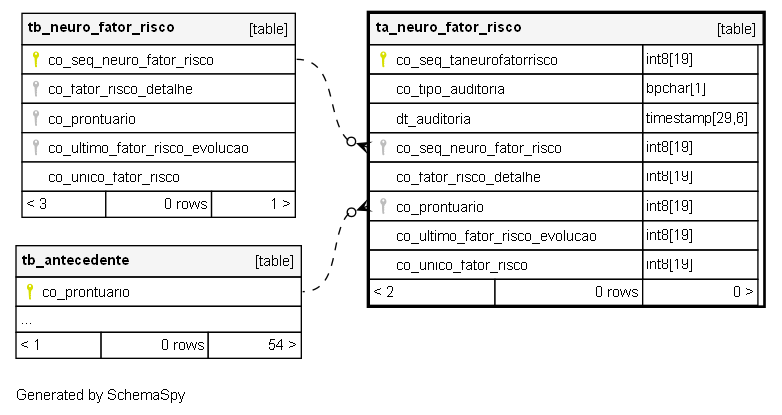 tb_neuro_fator_risco [table]
co_seq_neuro_fator_risco
co_fator_risco_detalhe
co_prontuario
co_ultimo_fator_risco_evolucao
co_unico_fator_risco
< 3 0 rows 1 >
ta_neuro_fator_risco [table]
co_seq_taneurofatorrisco int8[19]
co_tipo_auditoria bpchar[1]
dt_auditoria timestamp[29,6]
co_seq_neuro_fator_risco int8[19]
co_fator_risco_detalhe int8[19]
co_prontuario int8[19]
co_ultimo_fator_risco_evolucao int8[19]
co_unico_fator_risco int8[19]
< 2 0 rows 0 >
tb_antecedente [table]
co_prontuario
...
< 1 0 rows 54 >
Generated by SchemaSpy